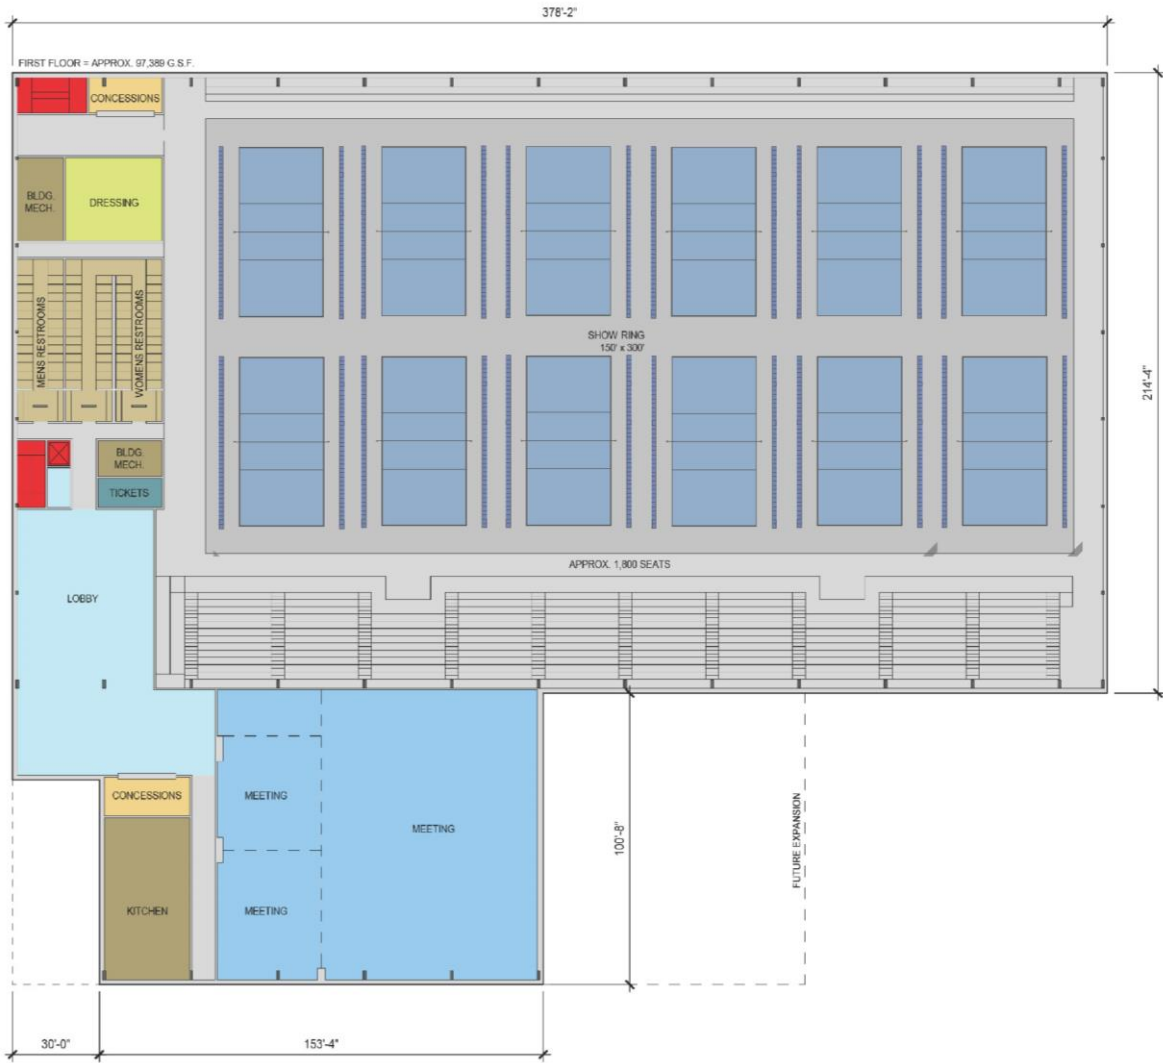 378'-2"
FIRST FLOOR = APPROX. 97,389 G.S.F.
CONCESSIONS
BLDG.
MECH.
DRESSING
MENS RESTROOMS
WOMENS RESTROOMS
SHOW RING
150' x 300'
214'-4"
BLDG.
MECH.
TICKETS
APPROX. 1,800 SEATS
LOBBY
CONCESSIONS
MEETING
MEETING
100'-8"
FUTURE EXPANSION
KITCHEN
MEETING
30'-0"
153'-4"